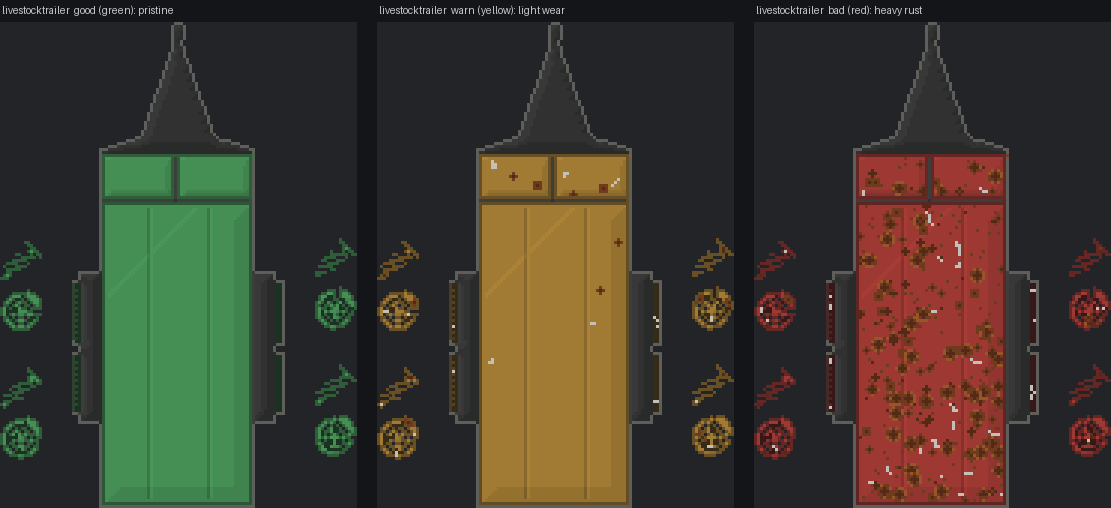 livestocktrailer good (green): pristine
livestocktrailer warn (yellow): light wear
livestocktrailer bad (red): heavy rust